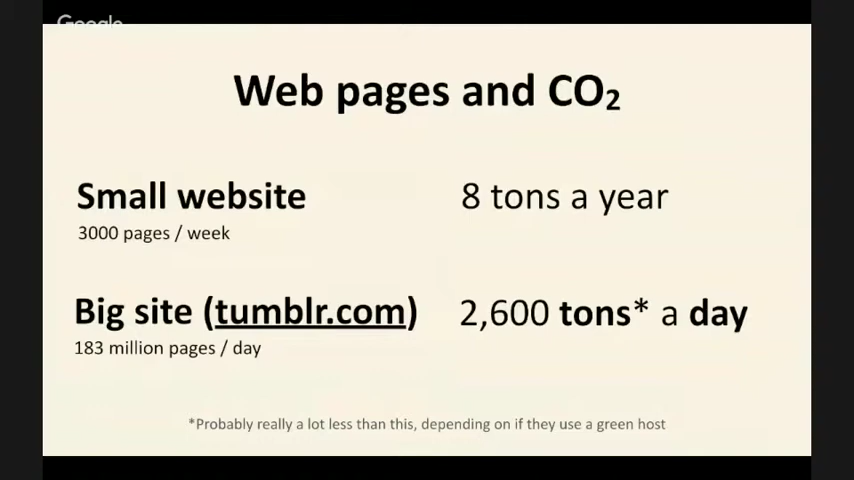 Google
Web pages and CO₂
Small website 8 tons a year
3000 pages / week
Big site (tumblr.com) 2,600 tons* a day
183 million pages / day
*Probably really a lot less than this, depending on if they use a green host